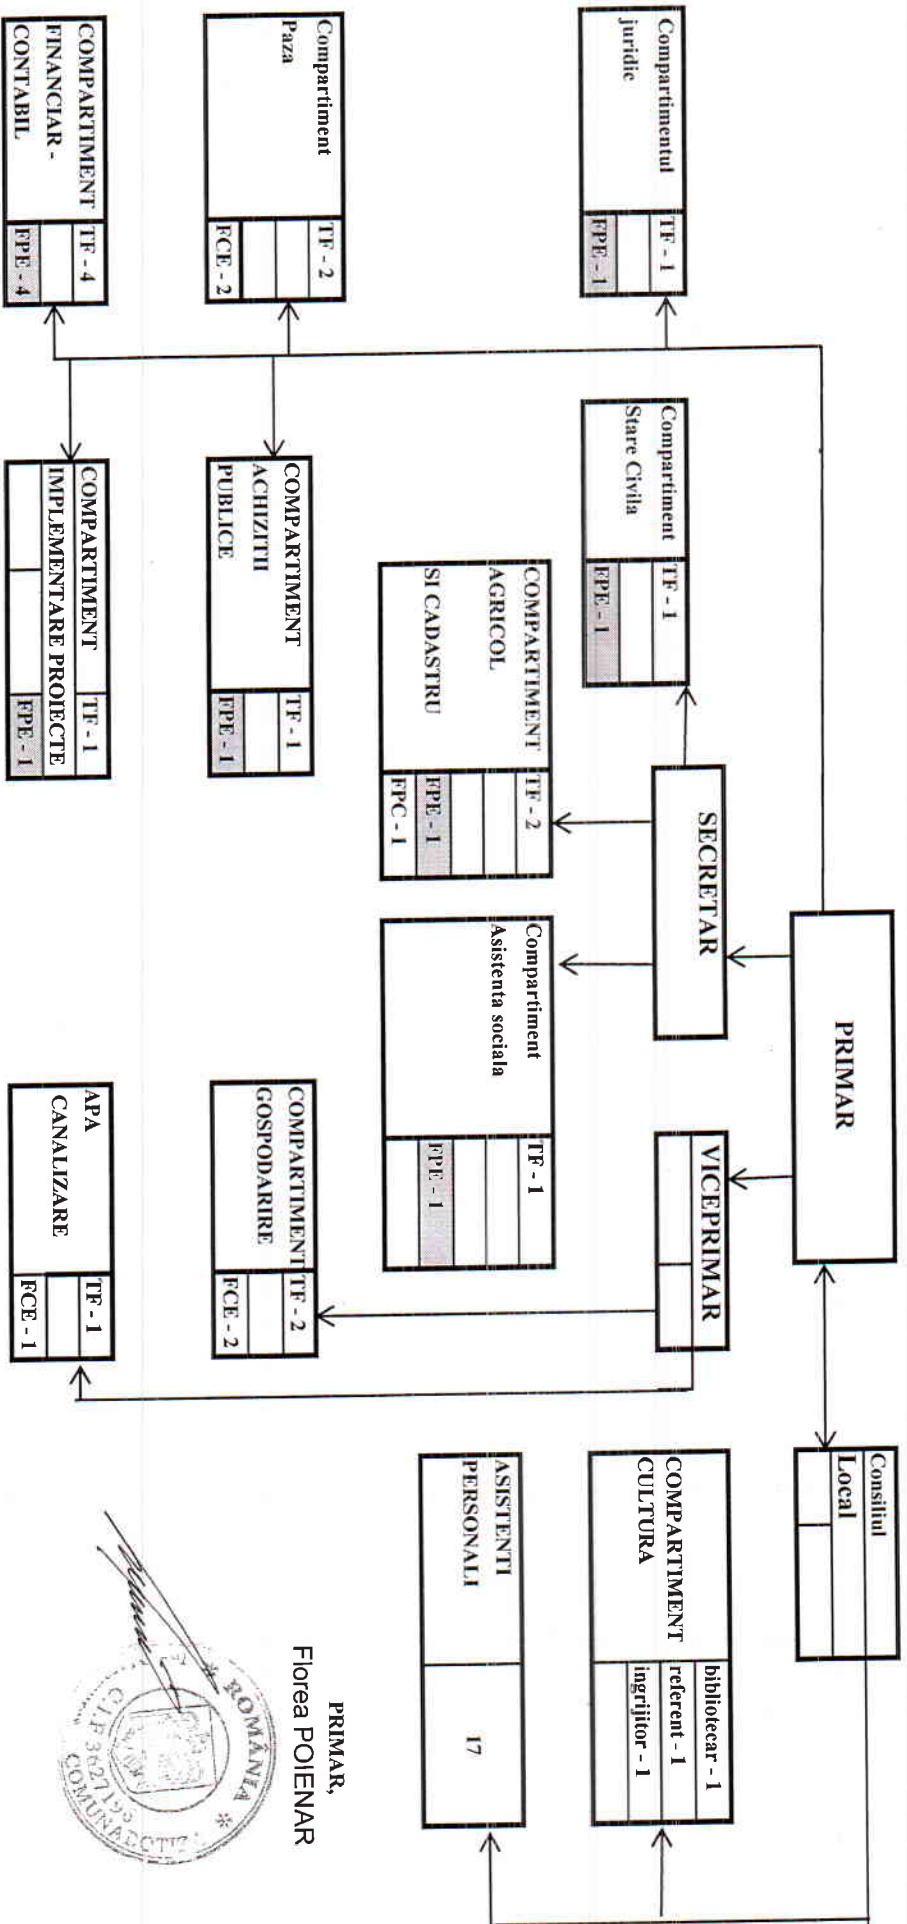 PRIMAR
Consiliul
Local
SECRETAR
VICEPRIMAR
Compartimentul
juridic
TF - 1
FPE - 1
Compartiment
Stare Civila
TF - 1
FPE - 1
COMPARTIMENT
AGRICOL
SI CADASTRU
TF - 2
FPE - 1
FPC - 1
Compartiment
Asistenta sociala
TF - 1
FPE - 1
COMPARTIMENT
CULTURA
bibliotecar - 1
referent - 1
ingrijitor - 1
ASISTENTI
PERSONALI
17
Compartiment
Paza
TF - 2
FCE - 2
COMPARTIMENT
ACHIZITII
PUBLICE
TF - 1
FPE - 1
COMPARTIMENT
GOSPODARIRE
TF - 2
FCE - 2
COMPARTIMENT
FINANCIAR -
CONTABIL
TF - 4
FPE - 4
COMPARTIMENT
IMPLEMENTARE PROIECTE
TF - 1
FPE - 1
APA
CANALIZARE
TF - 1
FCE - 1
PRIMAR,
Florea POIENAR
* ROMÂNIA *